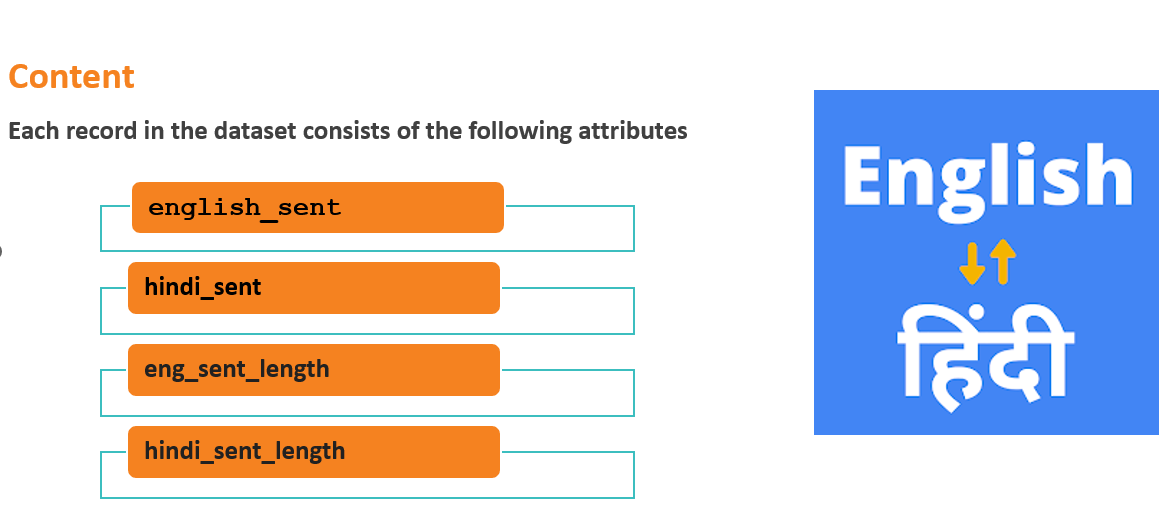 Content
Each record in the dataset consists of the following attributes
english_sent
hindi_sent
eng_sent_length
hindi_sent_length
English
हिंदी